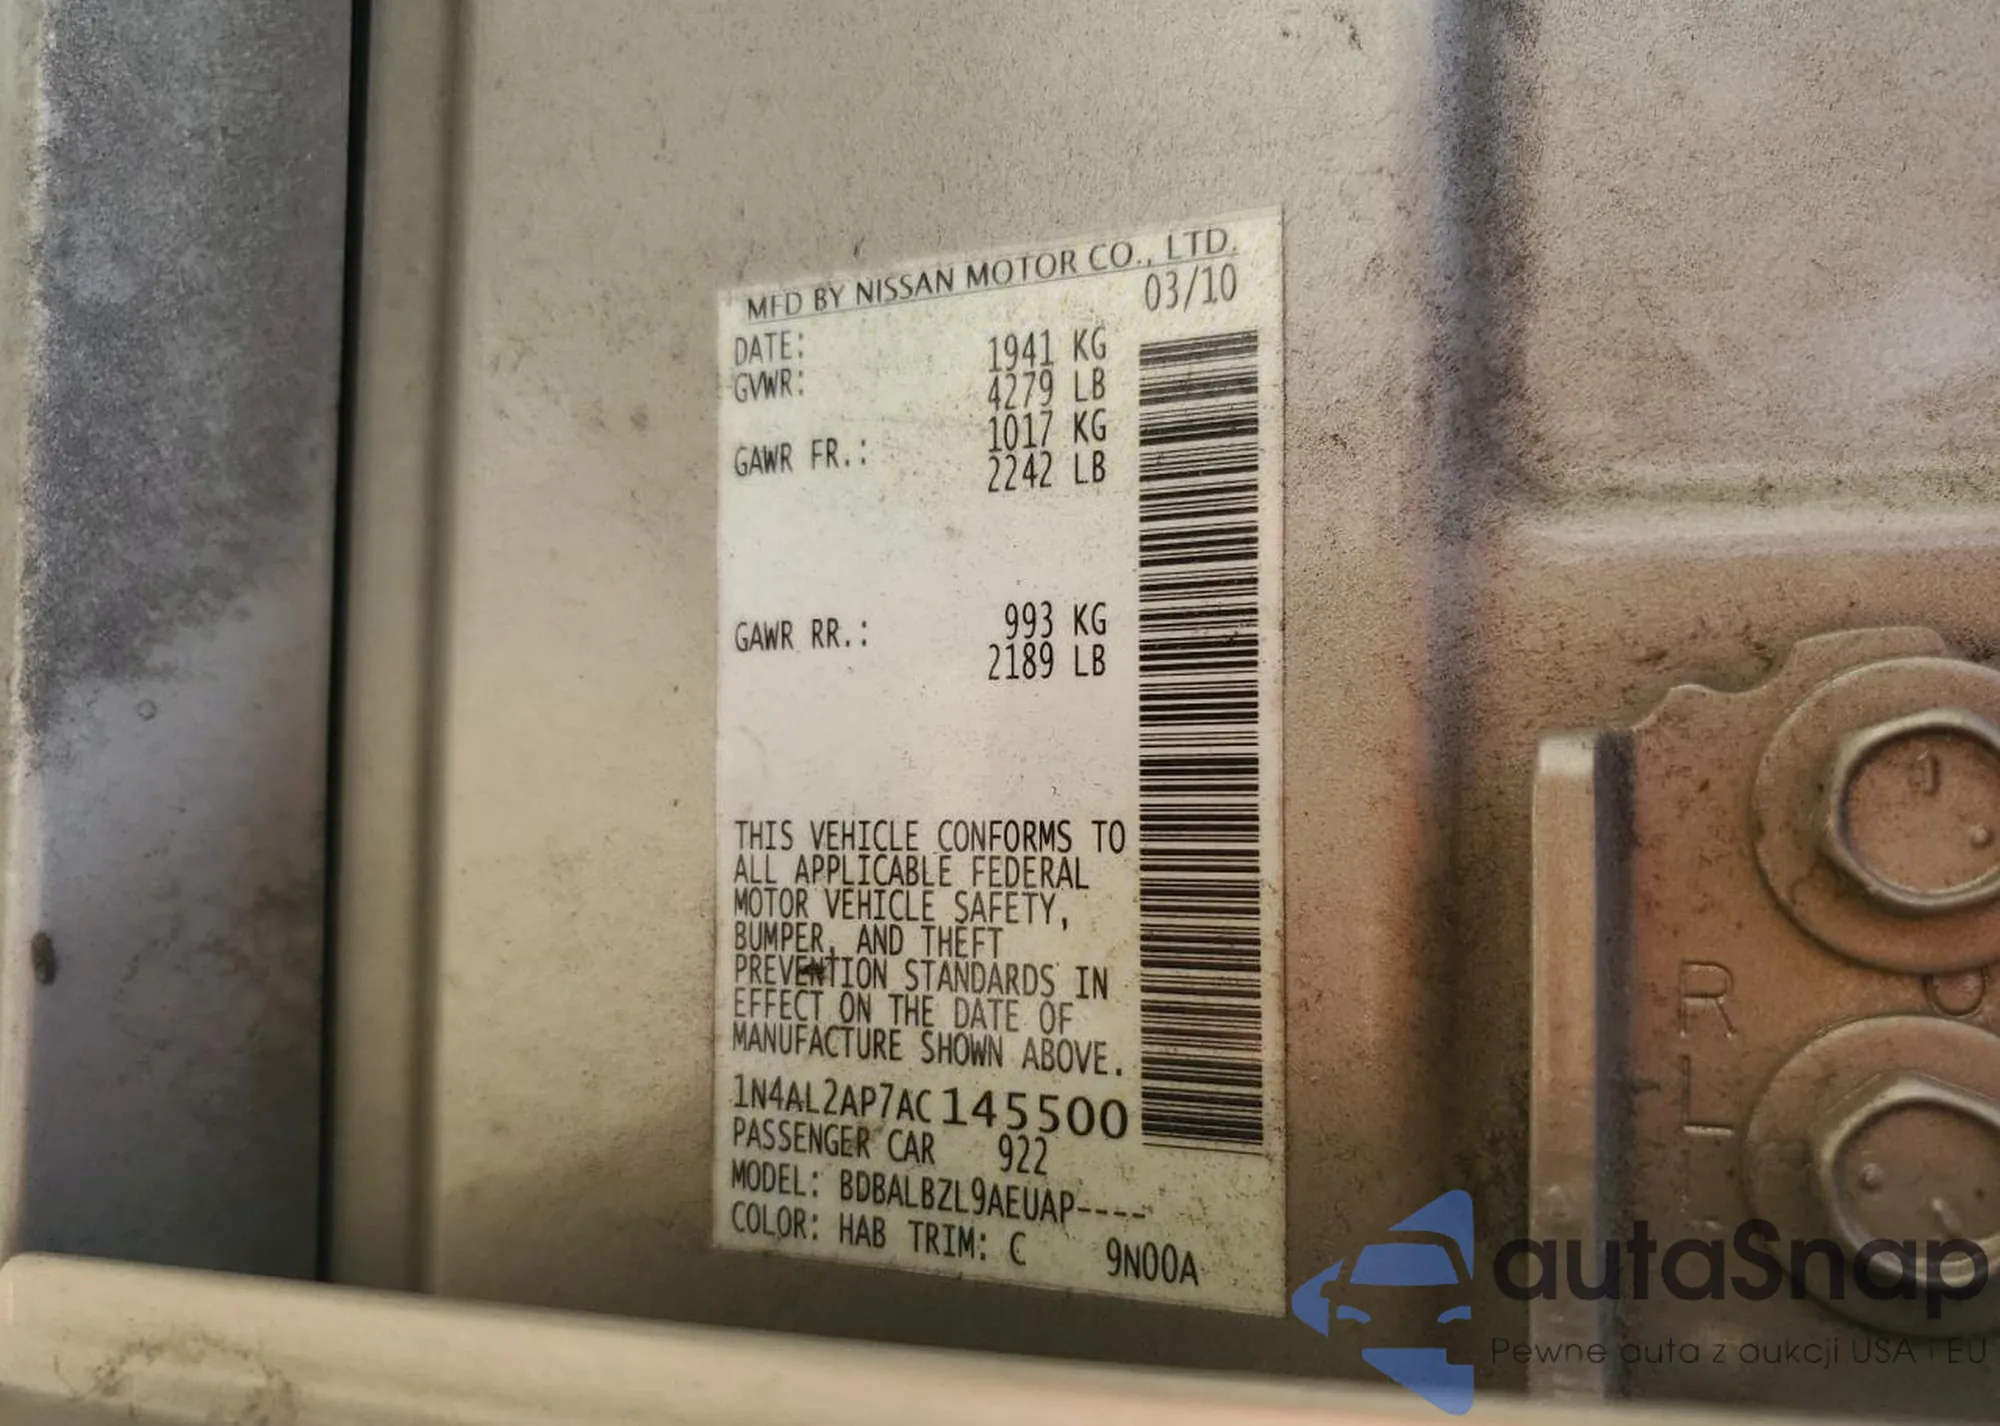 MFD BY NISSAN MOTOR CO., LTD.
DATE: 03/10
GVWR: 1941 KG
4279 LB
GAWR FR.: 1017 KG
2242 LB
GAWR RR.: 993 KG
2189 LB
THIS VEHICLE CONFORMS TO
ALL APPLICABLE FEDERAL
MOTOR VEHICLE SAFETY,
BUMPER, AND THEFT
PREVENTION STANDARDS IN
EFFECT ON THE DATE OF
MANUFACTURE SHOWN ABOVE.
1N4AL2AP7AC145500
PASSENGER CAR 922
MODEL: BDBALBZL9AEUAP----
COLOR: HAB TRIM: C 9N00A
R
L
autaSnap
Pewne auta z aukcji USA i EU